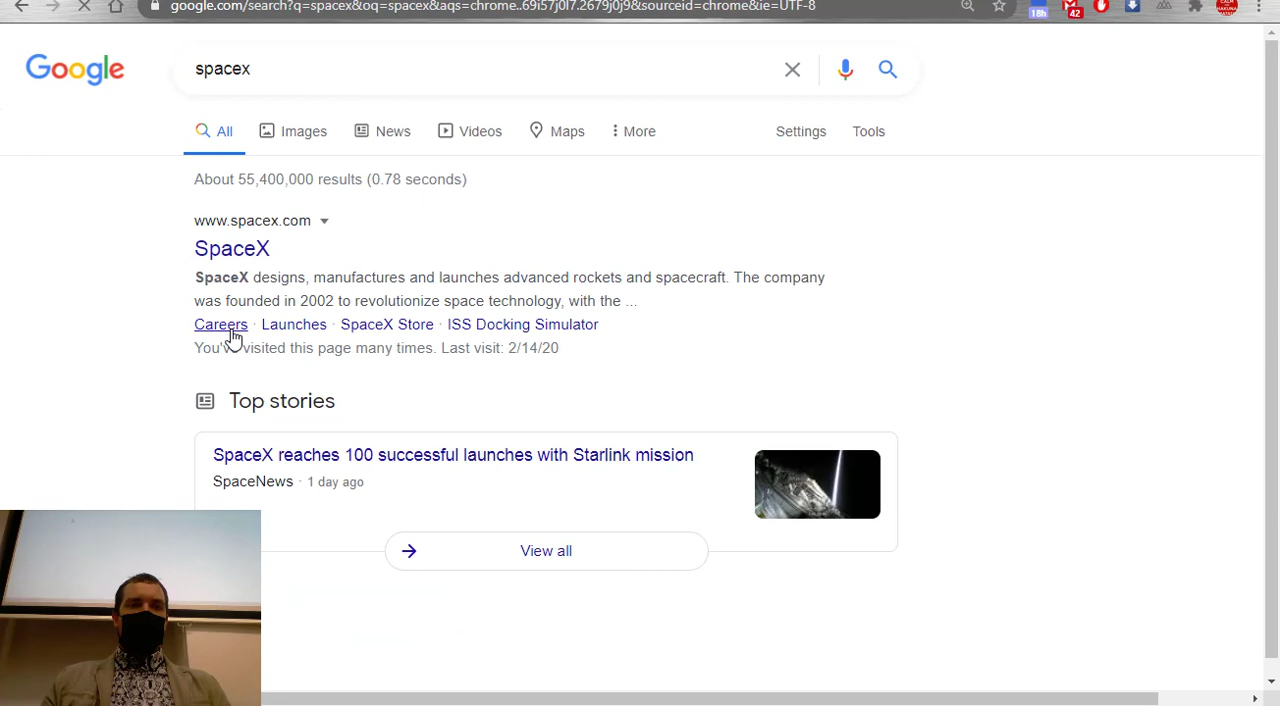 google.com/search?q=spacex&oq=spacex&aqs=chrome..69i57j0l7.2679j0j9&sourceid=chrome&ie=UTF-8
18h
42
Google
spacex
All Images News Videos Maps More Settings Tools
About 55,400,000 results (0.78 seconds)
www.spacex.com
SpaceX
SpaceX designs, manufactures and launches advanced rockets and spacecraft. The company
was founded in 2002 to revolutionize space technology, with the ...
Careers · Launches · SpaceX Store · ISS Docking Simulator
visited this page many times. Last visit: 2/14/20
Top stories
SpaceX reaches 100 successful launches with Starlink mission
SpaceNews · 1 day ago
View all